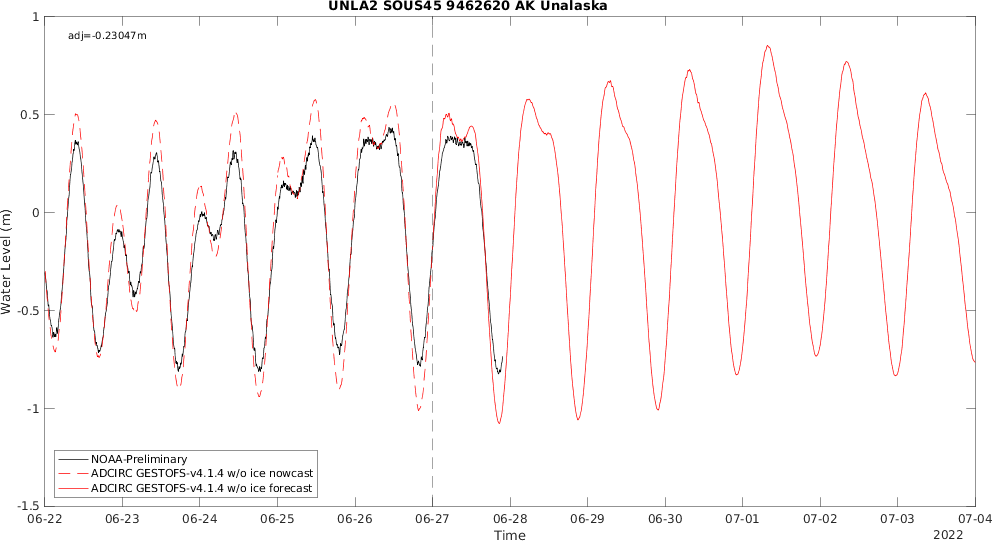 UNLA2 SOUS45 9462620 AK Unalaska
adj=-0.23047m
1
0.5
0
-0.5
-1
-1.5
Water Level (m)
NOAA-Preliminary
ADCIRC GESTOFS-v4.1.4 w/o ice nowcast
ADCIRC GESTOFS-v4.1.4 w/o ice forecast
06-22 06-23 06-24 06-25 06-26 06-27 06-28 06-29 06-30 07-01 07-02 07-03 07-04
Time
2022